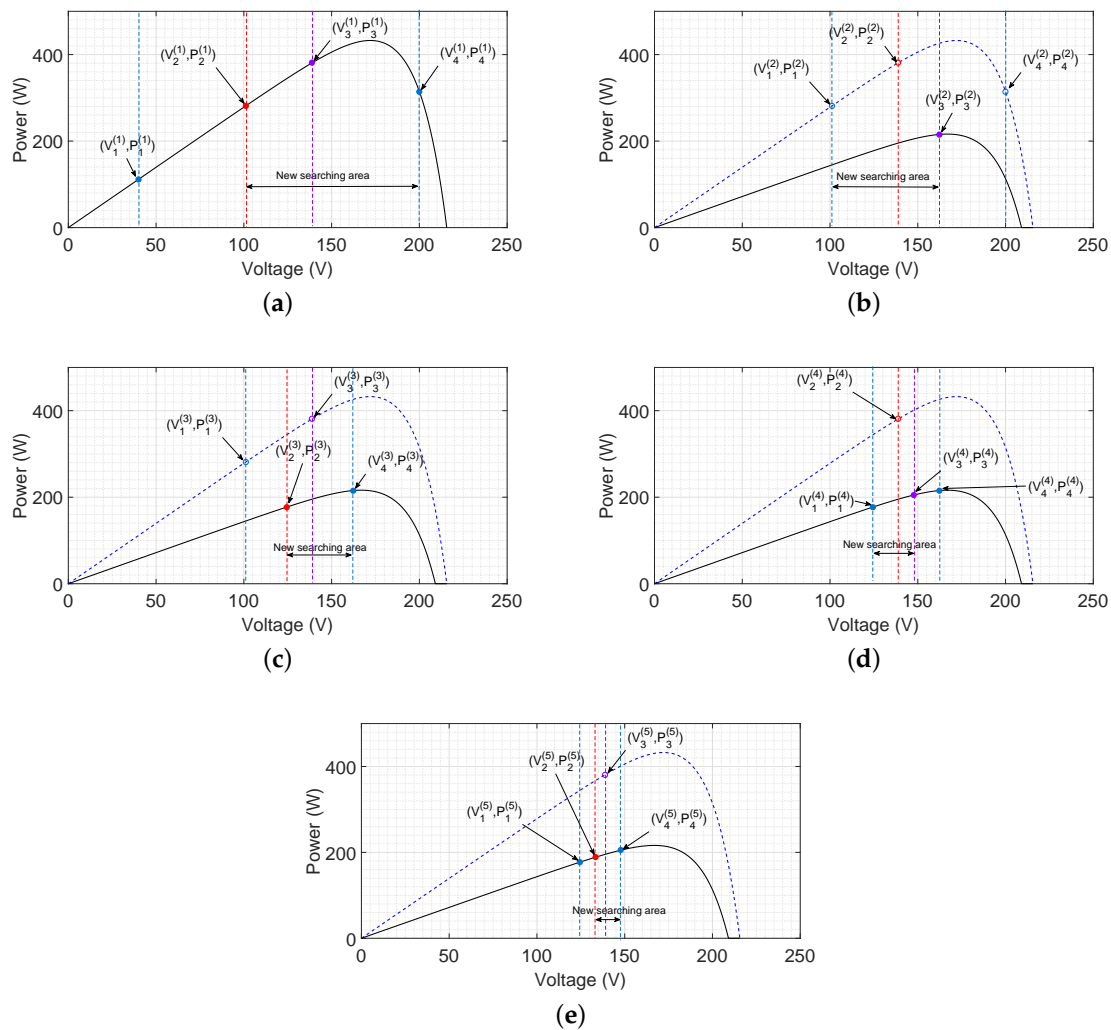 (V₃⁽¹⁾,P₃⁽¹⁾)
(V₂⁽¹⁾,P₂⁽¹⁾)
(V₄⁽¹⁾,P₄⁽¹⁾)
(V₁⁽¹⁾,P₁⁽¹⁾)
New searching area
Power (W)
400
200
0
0 50 100 150 200 250
Voltage (V)
(a)
(V₂⁽²⁾,P₂⁽²⁾)
(V₁⁽²⁾,P₁⁽²⁾)
(V₄⁽²⁾,P₄⁽²⁾)
(V₃⁽²⁾,P₃⁽²⁾)
New searching area
Power (W)
400
200
0
0 50 100 150 200 250
Voltage (V)
(b)
(V₃⁽³⁾,P₃⁽³⁾)
(V₁⁽³⁾,P₁⁽³⁾)
(V₂⁽³⁾,P₂⁽³⁾)
(V₄⁽³⁾,P₄⁽³⁾)
New searching area
Power (W)
400
200
0
0 50 100 150 200 250
Voltage (V)
(c)
(V₂⁽⁴⁾,P₂⁽⁴⁾)
(V₃⁽⁴⁾,P₃⁽⁴⁾)
(V₁⁽⁴⁾,P₁⁽⁴⁾)
(V₄⁽⁴⁾,P₄⁽⁴⁾)
New searching area
Power (W)
400
200
0
0 50 100 150 200 250
Voltage (V)
(d)
(V₃⁽⁵⁾,P₃⁽⁵⁾)
(V₂⁽⁵⁾,P₂⁽⁵⁾)
(V₁⁽⁵⁾,P₁⁽⁵⁾)
(V₄⁽⁵⁾,P₄⁽⁵⁾)
New searching area
Power (W)
400
200
0
0 50 100 150 200 250
Voltage (V)
(e)